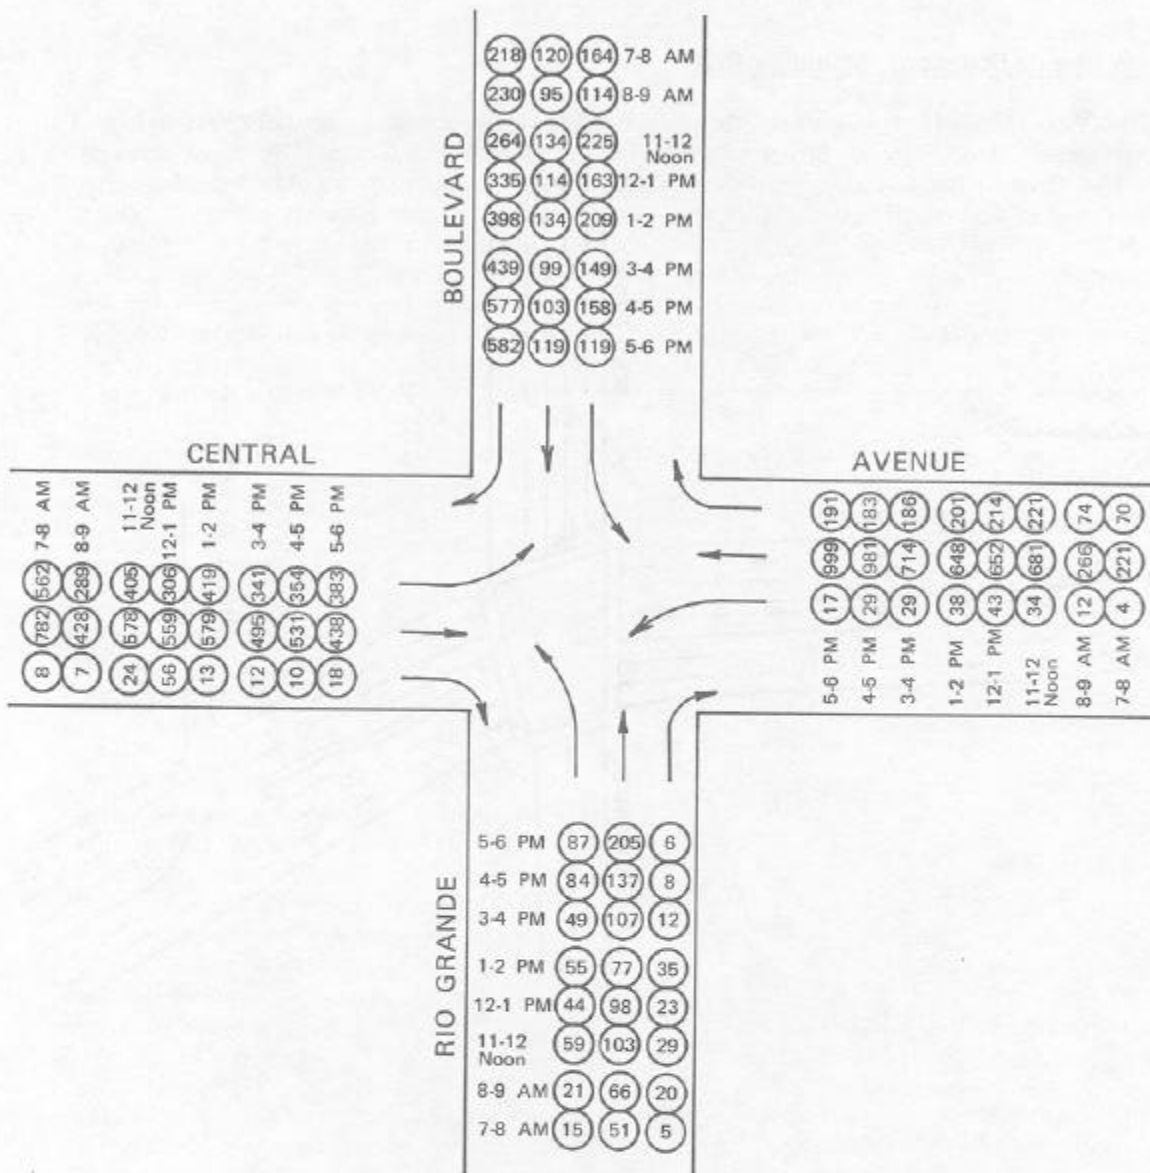 218 120 164 7-8 AM
230 95 114 8-9 AM
264 134 225 11-12 Noon
335 114 163 12-1 PM
398 134 209 1-2 PM
439 99 149 3-4 PM
577 103 158 4-5 PM
582 119 119 5-6 PM
BOULEVARD
CENTRAL
AVENUE
7-8 AM 8-9 AM 11-12 Noon 12-1 PM 1-2 PM 3-4 PM 4-5 PM 5-6 PM
562 289 405 306 419 341 354 383
782 428 578 559 579 495 531 438
8 7 24 56 13 12 10 18
191 183 186 201 214 221 74 70
999 981 714 648 652 681 266 221
17 29 29 38 43 34 12 4
5-6 PM 4-5 PM 3-4 PM 1-2 PM 12-1 PM 11-12 Noon 8-9 AM 7-8 AM
RIO GRANDE
5-6 PM 87 205 6
4-5 PM 84 137 8
3-4 PM 49 107 12
1-2 PM 55 77 35
12-1 PM 44 98 23
11-12 Noon 59 103 29
8-9 AM 21 66 20
7-8 AM 15 51 5